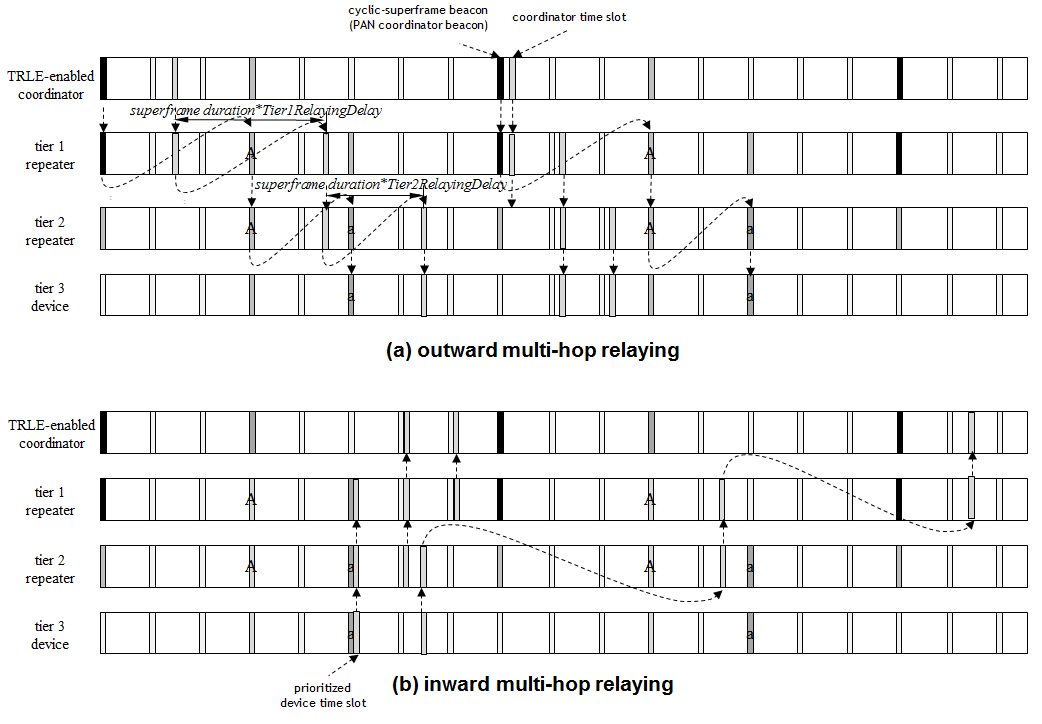 cyclic-superframe beacon
(PAN coordinator beacon)
coordinator time slot
TRLE-enabled
coordinator
superframe duration*Tier1RelayingDelay
tier 1
repeater
A
A
superframe duration*Tier2RelayingDelay
tier 2
repeater
A
a
A
a
tier 3
device
a
a
(a) outward multi-hop relaying
TRLE-enabled
coordinator
tier 1
repeater
A
A
tier 2
repeater
A
a
A
a
tier 3
device
a
a
prioritized
device time slot
(b) inward multi-hop relaying